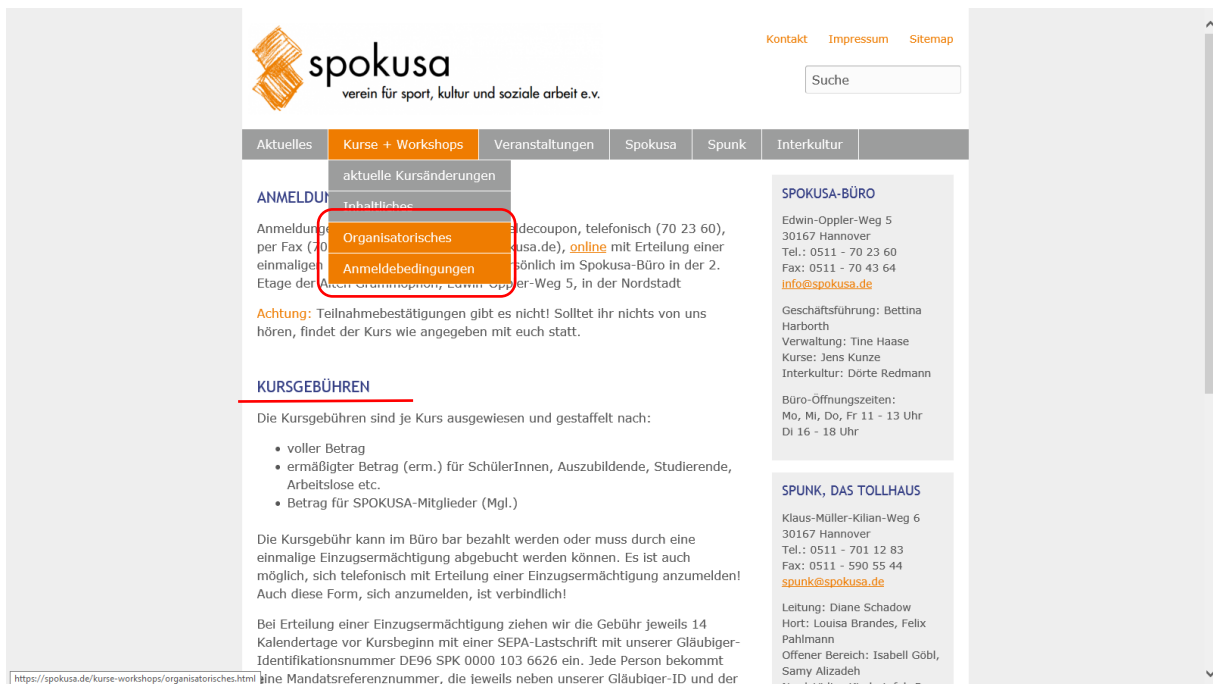 spokusa
verein für sport, kultur und soziale arbeit e.v.
Kontakt Impressum Sitemap
Suche
Aktuelles Kurse + Workshops Veranstaltungen Spokusa Spunk Interkultur
aktuelle Kursänderungen
Inhaltliches
Organisatorisches
Anmeldebedingungen
ANMELDUN
Anmeldunge ldecoupon, telefonisch (70 23 60),
per Fax (70 kusa.de), online mit Erteilung einer
einmaligen rsönlich im Spokusa-Büro in der 2.
Etage der Alten Grammophon, Edwin-Oppler-Weg 5, in der Nordstadt
Achtung: Teilnahmebestätigungen gibt es nicht! Solltet ihr nichts von uns
hören, findet der Kurs wie angegeben mit euch statt.
KURSGEBÜHREN
Die Kursgebühren sind je Kurs ausgewiesen und gestaffelt nach:
• voller Betrag
• ermäßigter Betrag (erm.) für SchülerInnen, Auszubildende, Studierende,
Arbeitslose etc.
• Betrag für SPOKUSA-Mitglieder (Mgl.)
Die Kursgebühr kann im Büro bar bezahlt werden oder muss durch eine
einmalige Einzugsermächtigung abgebucht werden können. Es ist auch
möglich, sich telefonisch mit Erteilung einer Einzugsermächtigung anzumelden!
Auch diese Form, sich anzumelden, ist verbindlich!
Bei Erteilung einer Einzugsermächtigung ziehen wir die Gebühr jeweils 14
Kalendertage vor Kursbeginn mit einer SEPA-Lastschrift mit unserer Gläubiger-
Identifikationsnummer DE96 SPK 0000 103 6626 ein. Jede Person bekommt
eine Mandatsreferenznummer, die jeweils neben unserer Gläubiger-ID und der
SPOKUSA-BÜRO
Edwin-Oppler-Weg 5
30167 Hannover
Tel.: 0511 - 70 23 60
Fax: 0511 - 70 43 64
info@spokusa.de
Geschäftsführung: Bettina
Harborth
Verwaltung: Tine Haase
Kurse: Jens Kunze
Interkultur: Dörte Redmann
Büro-Öffnungszeiten:
Mo, Mi, Do, Fr 11 - 13 Uhr
Di 16 - 18 Uhr
SPUNK, DAS TOLLHAUS
Klaus-Müller-Kilian-Weg 6
30167 Hannover
Tel.: 0511 - 701 12 83
Fax: 0511 - 590 55 44
spunk@spokusa.de
Leitung: Diane Schadow
Hort: Louisa Brandes, Felix
Pahlmann
Offener Bereich: Isabell Göbl,
Samy Alizadeh
https://spokusa.de/kurse-workshops/organisatorisches.html